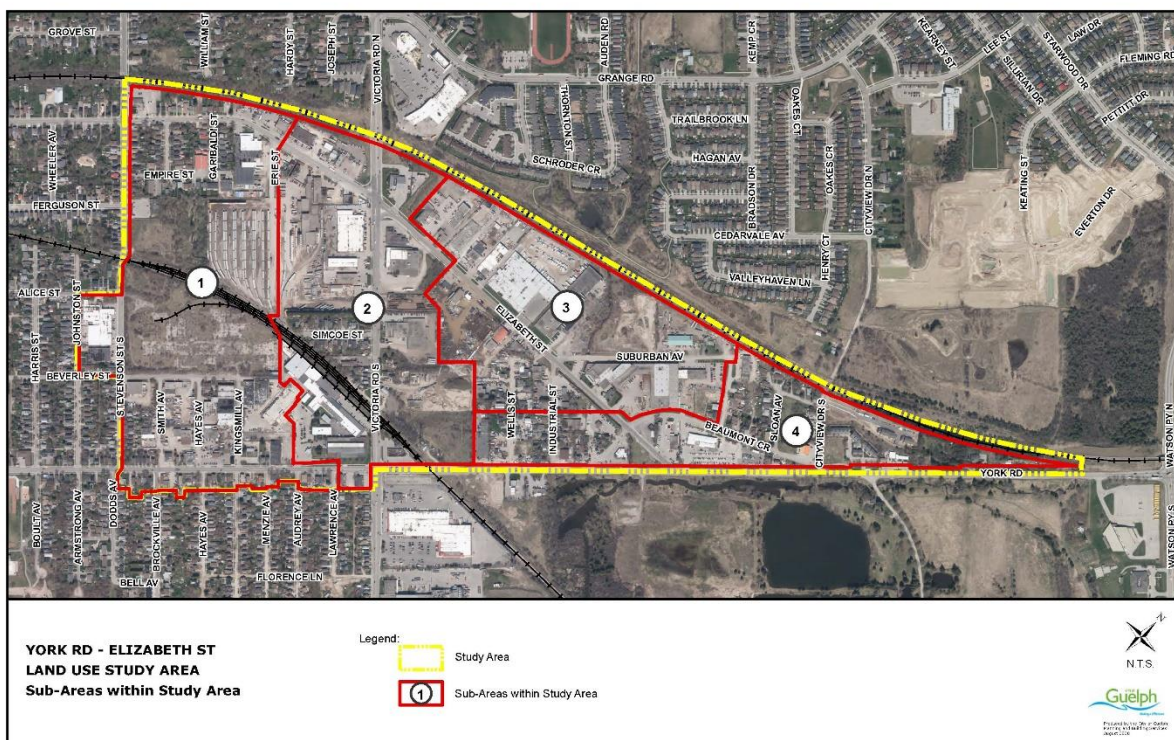 GROVE ST
WILLIAM ST
HARDY ST
JOSEPH ST
VICTORIA RD N
AUDEN RD
KEMP CR
KEARNEY ST
LEE ST
STARWOOD DR
LAW DR
FLEMING RD
GRANGE RD
SILURIAN DR
PETTITT DR
THORNTON ST
TRAILBROOK LN
OAKES CT
WHEELER AV
GARIBALDI ST
ERIE ST
SCHRODER CR
HAGAN AV
BRADSON DR
OAKES CR
CITYVIEW DR N
KEATING ST
EMPIRE ST
FERGUSON ST
EVERTON DR
CEDARVALE AV
VALLEYHAVEN LN
HENRY CT
1
2
3
ALICE ST
JOHNSTON ST
ELIZABETH ST
SIMCOE ST
HARRIS ST
SUBURBAN AV
BEVERLEY ST
STEVENSON ST S
SMITH AV
HAYES AV
KINGSMILL AV
VICTORIA RD S
WELLS ST
INDUSTRIAL ST
SLOAN AV
BEAUMONT CR
4
CITYVIEW DR S
WATSON PY N
YORK RD
BOULT AV
ARMSTRONG AV
DODDS AV
BROCKVILLE AV
HAYES AV
MENZIE AV
AUDREY AV
LAWRENCE AV
WATSON PY S
BELL AV
FLORENCE LN
YORK RD - ELIZABETH ST
LAND USE STUDY AREA
Sub-Areas within Study Area
Legend:
Study Area
1
Sub-Areas within Study Area
N
N.T.S.
Guelph